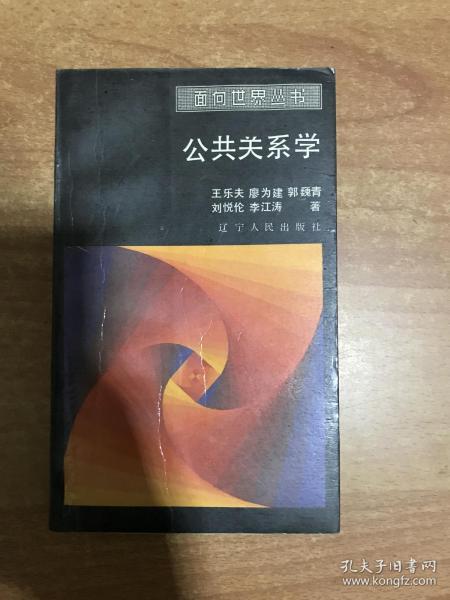 面向世界丛书
公共关系学
王乐夫 廖为建 郭巍青
刘悦伦 李江涛 著
辽宁人民出版社
孔夫子旧书网
www.kongfz.com